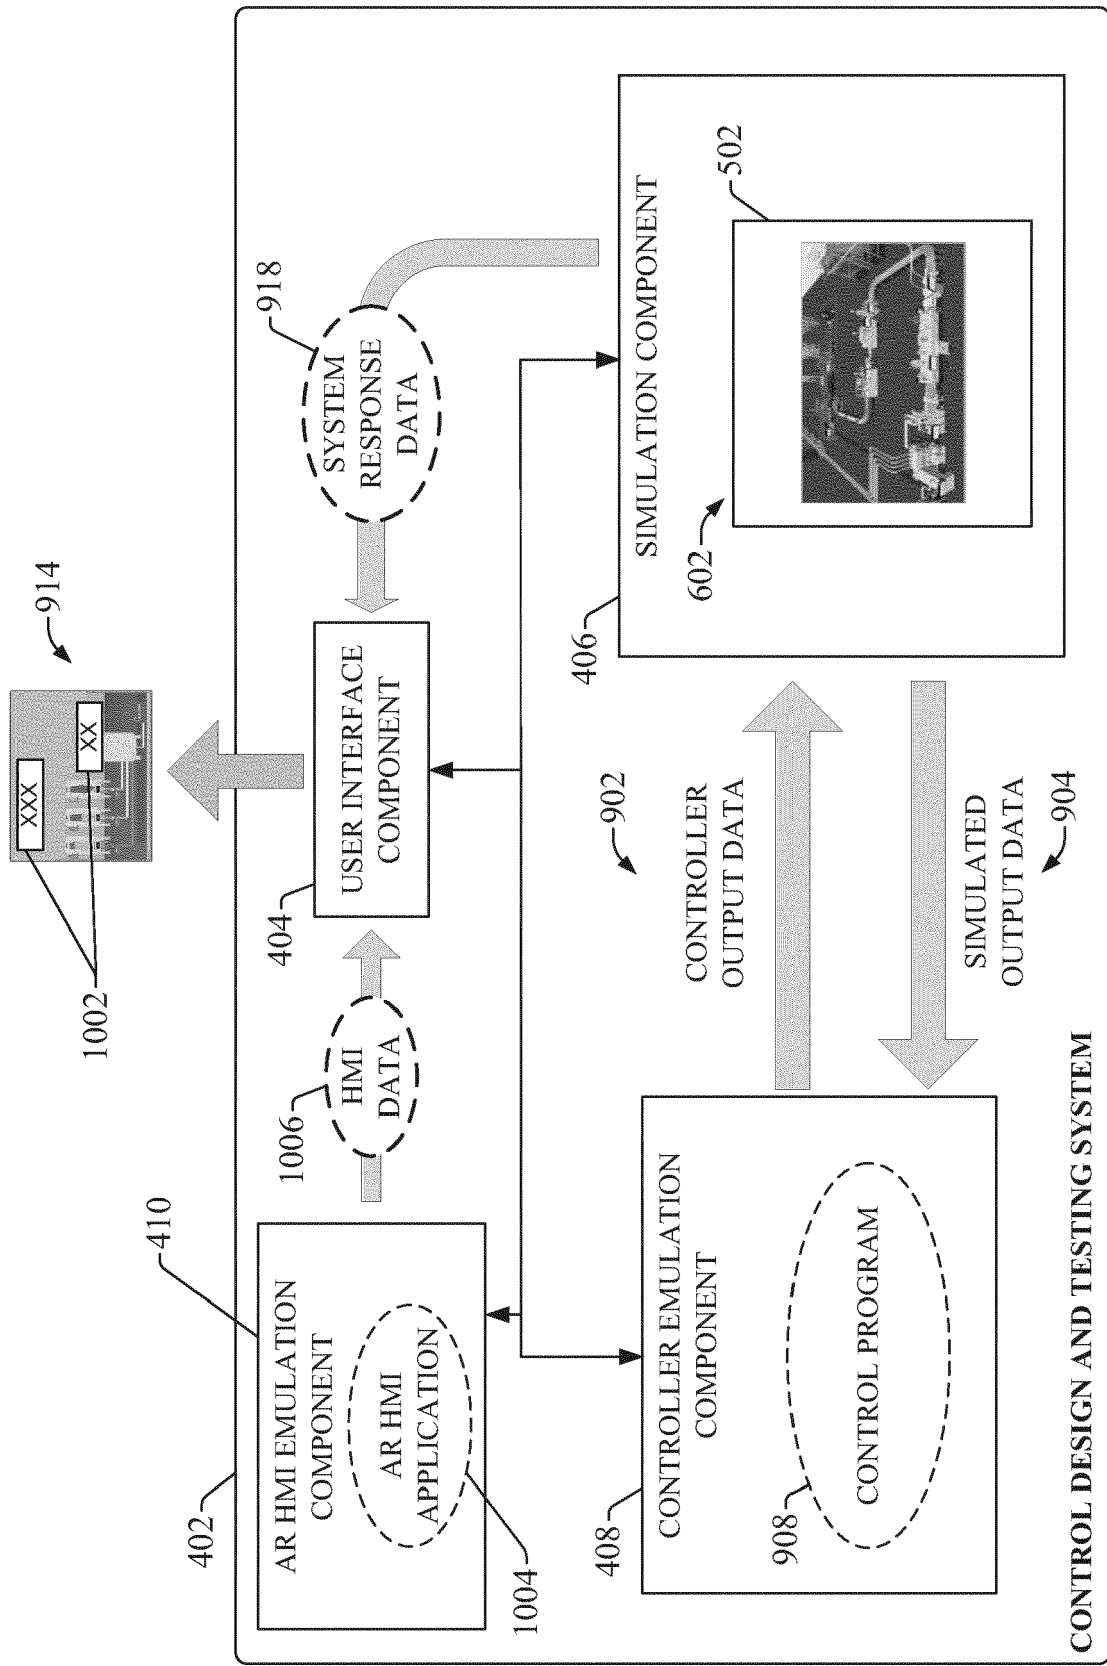 914
XXX
XX
1002
918
SYSTEM
RESPONSE
DATA
1006
HMI
DATA
404
USER INTERFACE
COMPONENT
410
402
AR HMI EMULATION
COMPONENT
AR HMI
APPLICATION
1004
406
SIMULATION COMPONENT
602
502
902
CONTROLLER
OUTPUT DATA
SIMULATED
OUTPUT DATA
904
408
CONTROLLER EMULATION
COMPONENT
908
CONTROL PROGRAM
CONTROL DESIGN AND TESTING SYSTEM